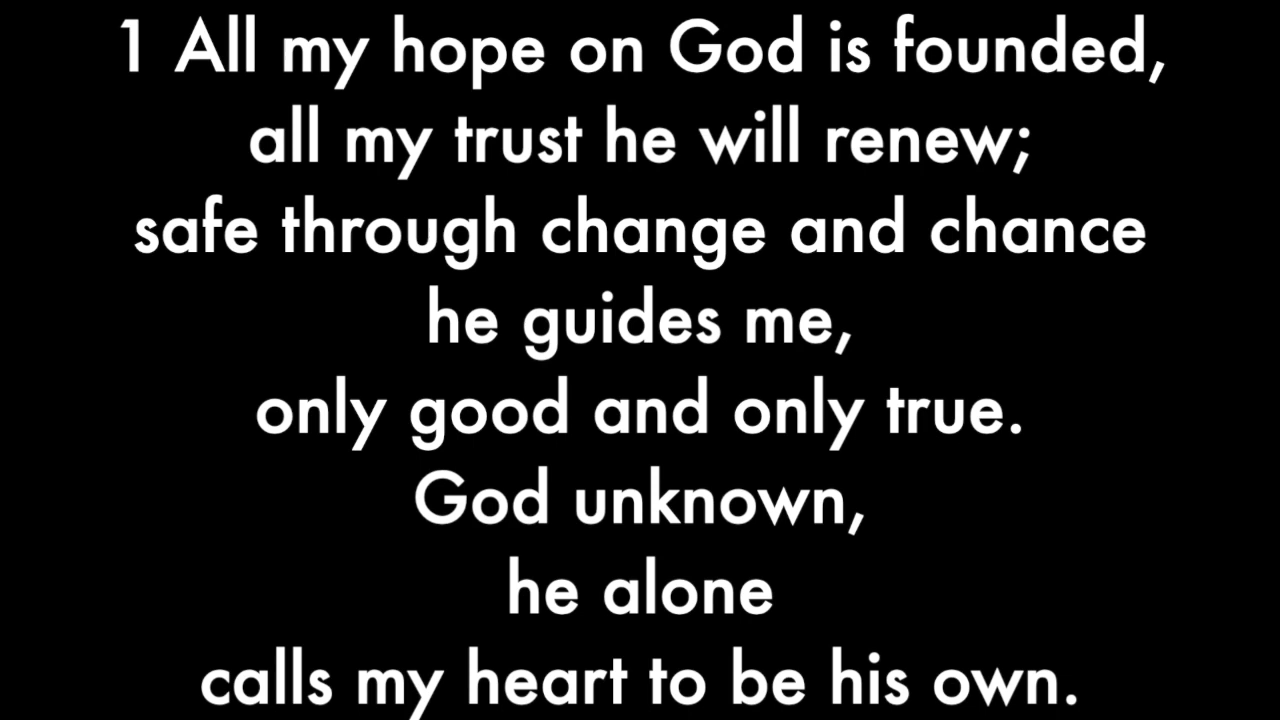 1 All my hope on God is founded,
all my trust he will renew;
safe through change and chance
he guides me,
only good and only true.
God unknown,
he alone
calls my heart to be his own.